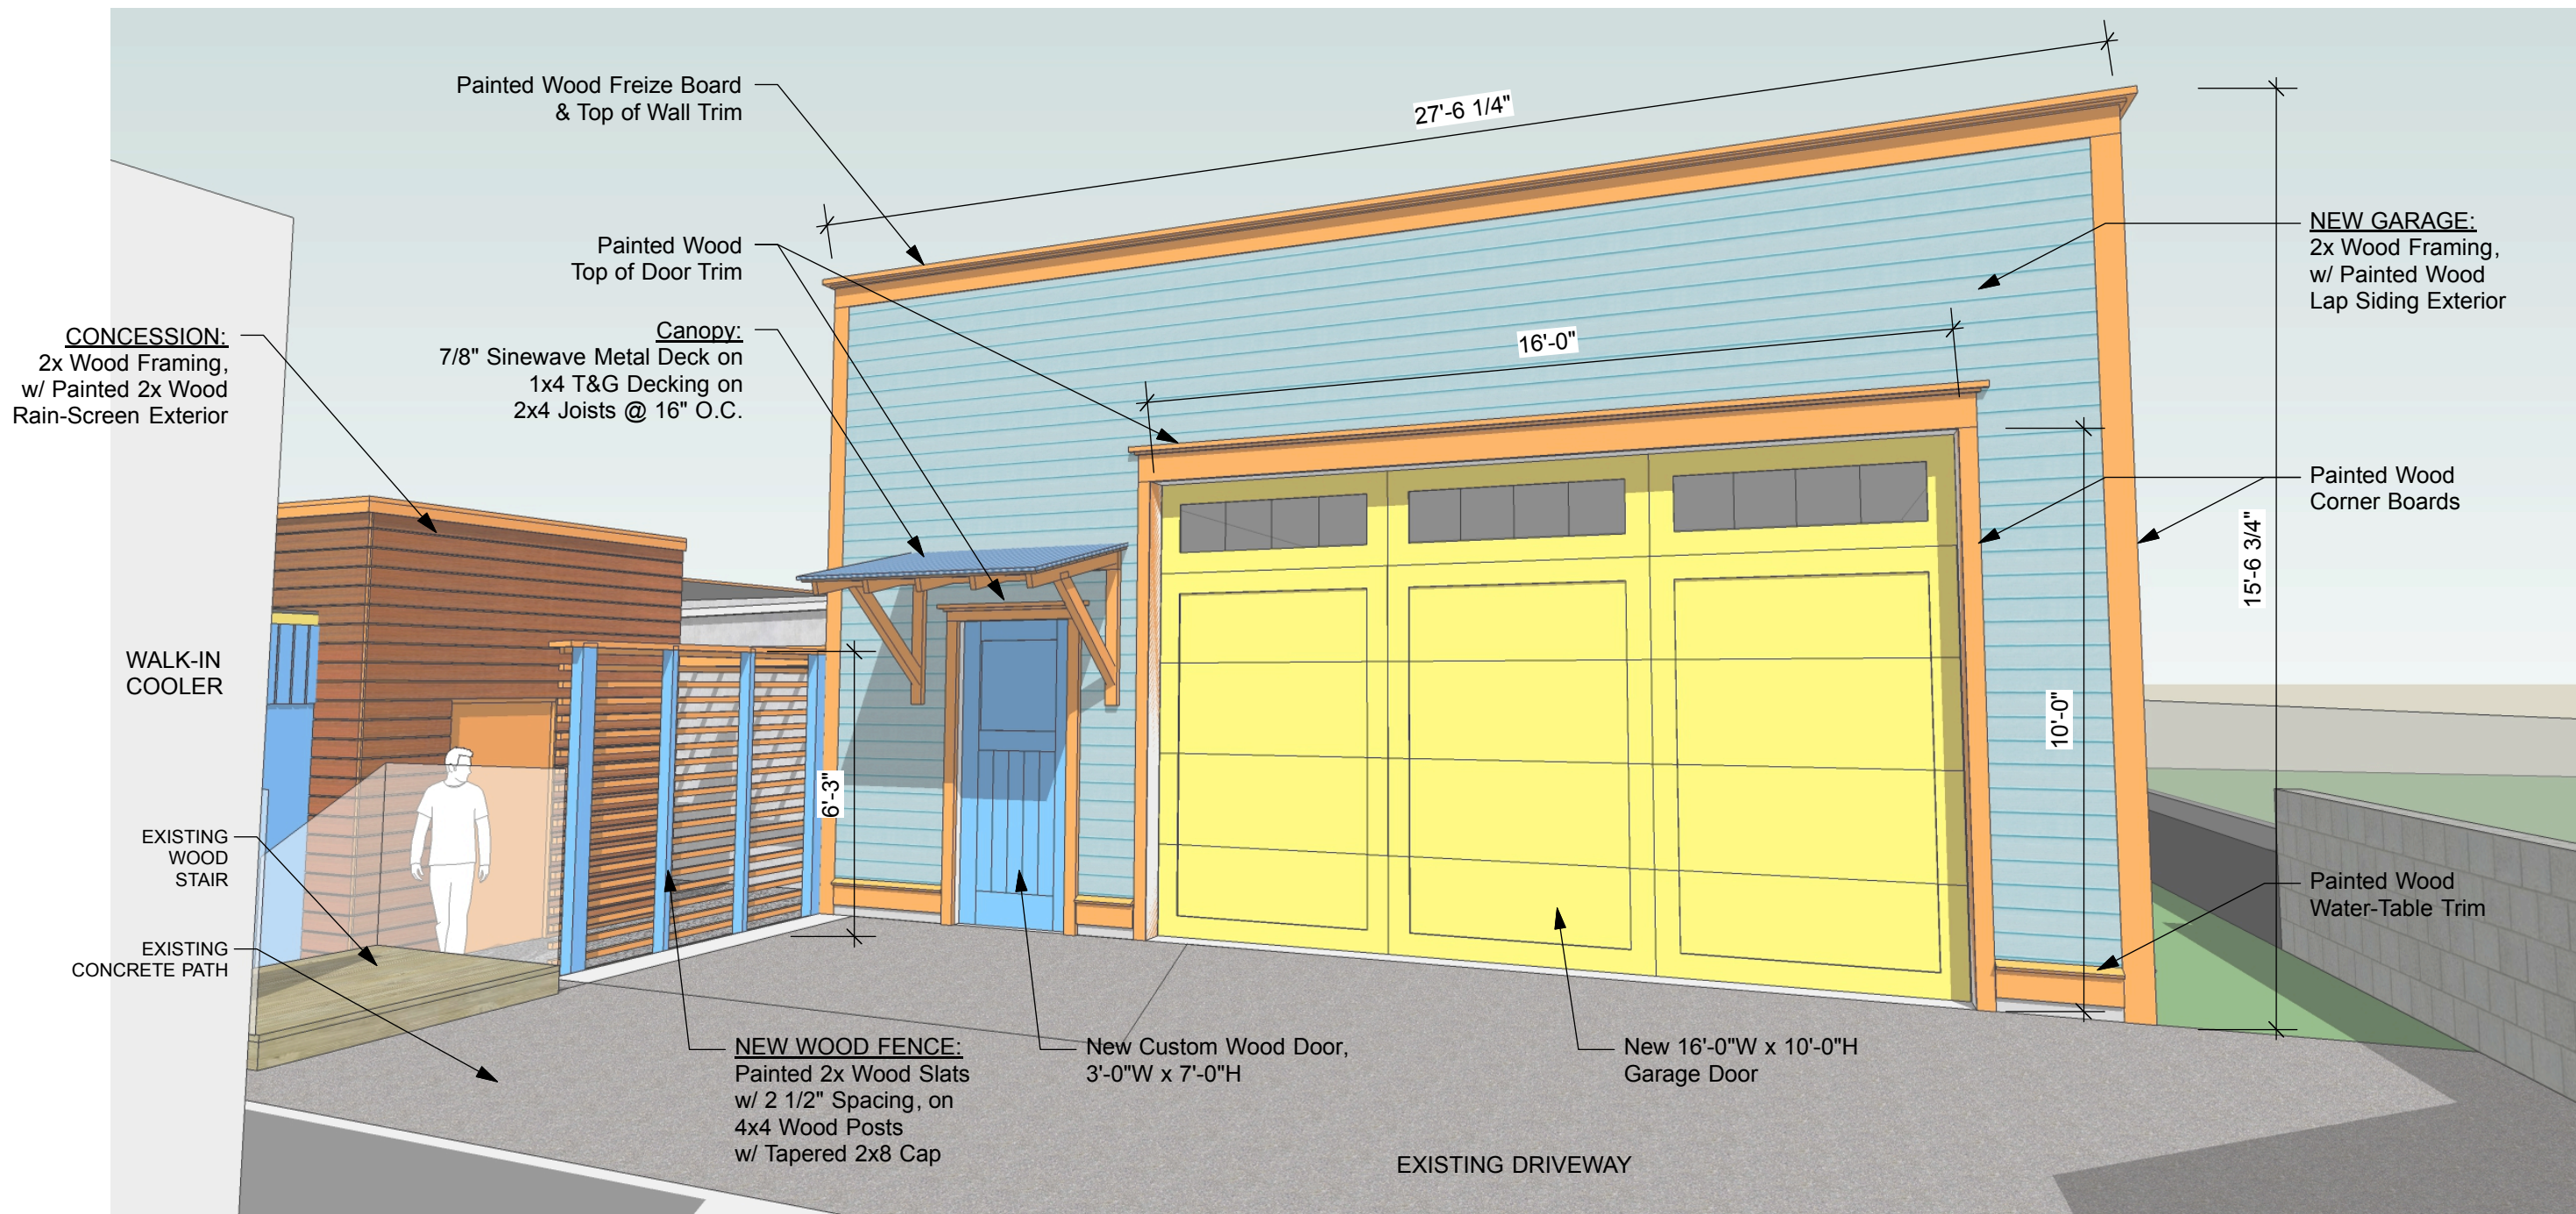 27'-6 1/4"
Painted Wood Freize Board
& Top of Wall Trim
Painted Wood
Top of Door Trim
Canopy:
7/8" Sinewave Metal Deck on
1x4 T&G Decking on
2x4 Joists @ 16" O.C.
CONCESSION:
2x Wood Framing,
w/ Painted 2x Wood
Rain-Screen Exterior
16'-0"
NEW GARAGE:
2x Wood Framing,
w/ Painted Wood
Lap Siding Exterior
Painted Wood
Corner Boards
15'-6 3/4"
10'-0"
WALK-IN
COOLER
6'-3"
EXISTING
WOOD
STAIR
EXISTING
CONCRETE PATH
Painted Wood
Water-Table Trim
NEW WOOD FENCE:
Painted 2x Wood Slats
w/ 2 1/2" Spacing, on
4x4 Wood Posts
w/ Tapered 2x8 Cap
New Custom Wood Door,
3'-0"W x 7'-0"H
New 16'-0"W x 10'-0"H
Garage Door
EXISTING DRIVEWAY